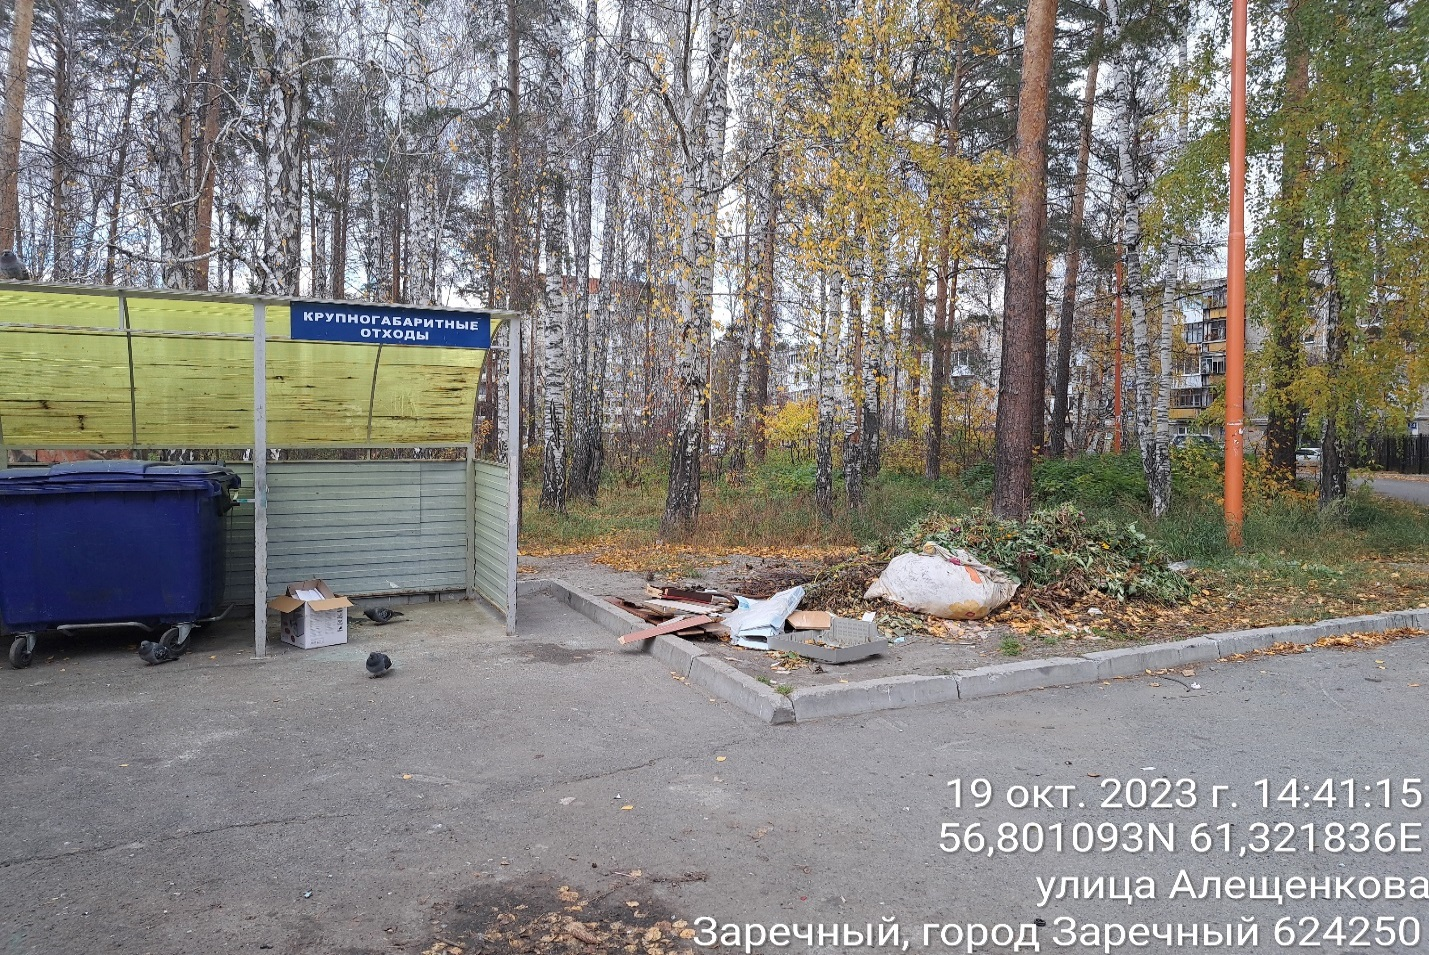 КРУПНОГАБАРИТНЫЕ
ОТХОДЫ
19 окт. 2023 г. 14:41:15
56,801093N 61,321836E
улица Алещенкова
Заречный, город Заречный 624250